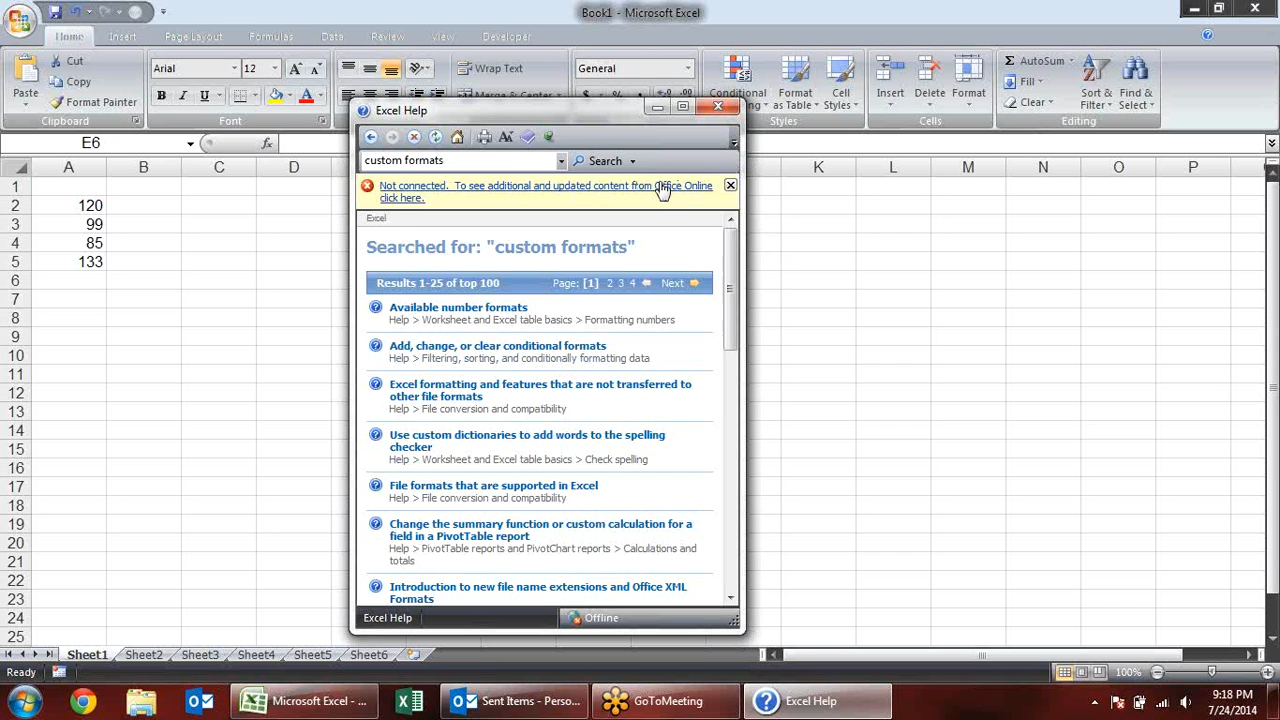 Book1 - Microsoft Excel
Home Insert Page Layout Formulas Data Review View Developer
Paste
Cut
Copy
Format Painter
Clipboard
Arial 12
B I U
Font
Wrap Text
Merge & Center
General
Conditional
Format as Table
Cell Styles
Styles
Insert Delete Format
Cells
AutoSum
Fill
Clear
Sort & Filter
Find & Select
Editing
E6
fx
A B C D K L M N O P
1
2 120
3 99
4 85
5 133
6
7
8
9
10
11
12
13
14
15
16
17
18
19
20
21
22
23
24
25
Excel Help
custom formats
Search
Not connected. To see additional and updated content from Office Online
click here.
Excel
Searched for: "custom formats"
Results 1-25 of top 100 Page: [1] 2 3 4 Next
Available number formats
Help > Worksheet and Excel table basics > Formatting numbers
Add, change, or clear conditional formats
Help > Filtering, sorting, and conditionally formatting data
Excel formatting and features that are not transferred to
other file formats
Help > File conversion and compatibility
Use custom dictionaries to add words to the spelling
checker
Help > Worksheet and Excel table basics > Check spelling
File formats that are supported in Excel
Help > File conversion and compatibility
Change the summary function or custom calculation for a
field in a PivotTable report
Help > PivotTable reports and PivotChart reports > Calculations and
totals
Introduction to new file name extensions and Office XML
Formats
Excel Help Offline
Sheet1 Sheet2 Sheet3 Sheet4 Sheet5 Sheet6
Ready 100%
Microsoft Excel - ... Sent Items - Perso... GoToMeeting Excel Help
9:18 PM
7/24/2014